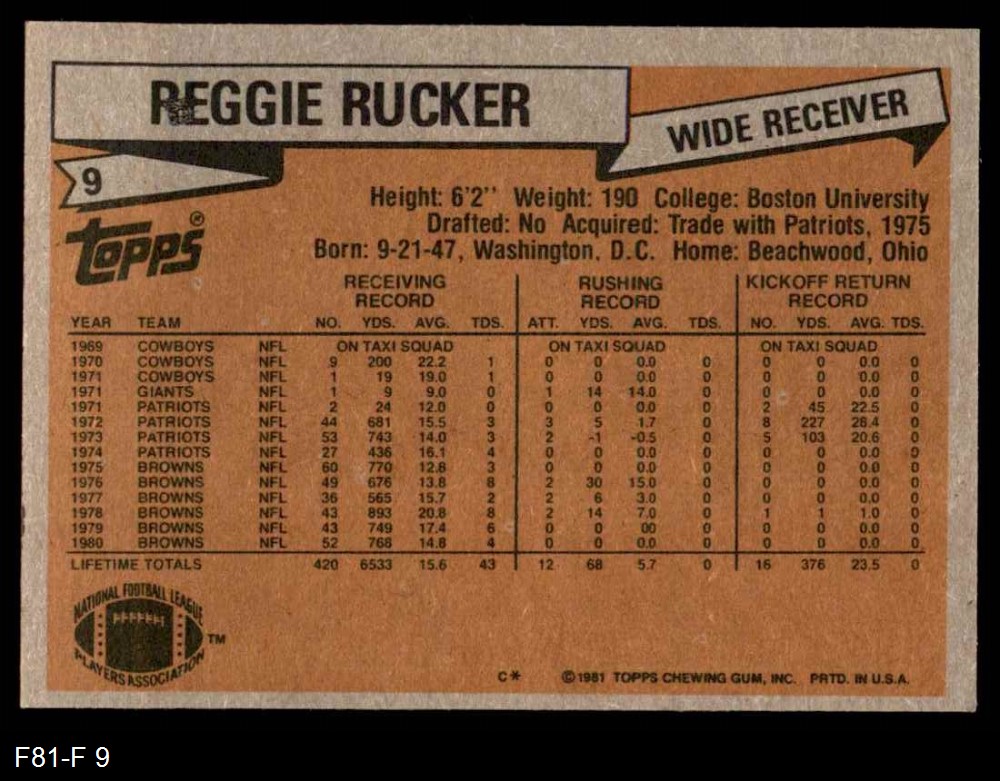 REGGIE RUCKER
WIDE RECEIVER
9
topps®
Height: 6'2'' Weight: 190 College: Boston University
Drafted: No Acquired: Trade with Patriots, 1975
Born: 9-21-47, Washington, D.C. Home: Beachwood, Ohio
RECEIVING RECORD RUSHING RECORD KICKOFF RETURN RECORD
YEAR TEAM NO. YDS. AVG. TDS. ATT. YDS. AVG. TDS. NO. YDS. AVG. TDS.
1969 COWBOYS NFL ON TAXI SQUAD ON TAXI SQUAD ON TAXI SQUAD
1970 COWBOYS NFL 9 200 22.2 1 0 0 0.0 0 0 0 0.0 0
1971 COWBOYS NFL 1 19 19.0 1 0 0 0.0 0 0 0 0.0 0
1971 GIANTS NFL 1 9 9.0 0 1 14 14.0 0 0 0 0.0 0
1971 PATRIOTS NFL 2 24 12.0 0 0 0 0.0 0 2 45 22.5 0
1972 PATRIOTS NFL 44 681 15.5 3 3 5 1.7 0 8 227 28.4 0
1973 PATRIOTS NFL 53 743 14.0 3 2 -1 -0.5 0 5 103 20.6 0
1974 PATRIOTS NFL 27 436 16.1 4 0 0 0.0 0 0 0 0.0 0
1975 BROWNS NFL 60 770 12.8 3 0 0 0.0 0 0 0 0.0 0
1976 BROWNS NFL 49 676 13.8 8 2 30 15.0 0 0 0 0.0 0
1977 BROWNS NFL 36 565 15.7 2 2 6 3.0 0 0 0 0.0 0
1978 BROWNS NFL 43 893 20.8 8 2 14 7.0 0 1 1 1.0 0
1979 BROWNS NFL 43 749 17.4 6 0 0 00 0 0 0 0.0 0
1980 BROWNS NFL 52 768 14.8 4 0 0 0.0 0 0 0 0.0 0
LIFETIME TOTALS 420 6533 15.6 43 12 68 5.7 0 16 376 23.5 0
NATIONAL FOOTBALL LEAGUE
PLAYERS ASSOCIATION
TM
C* ©1981 TOPPS CHEWING GUM, INC. PRTD. IN U.S.A.
F81-F 9